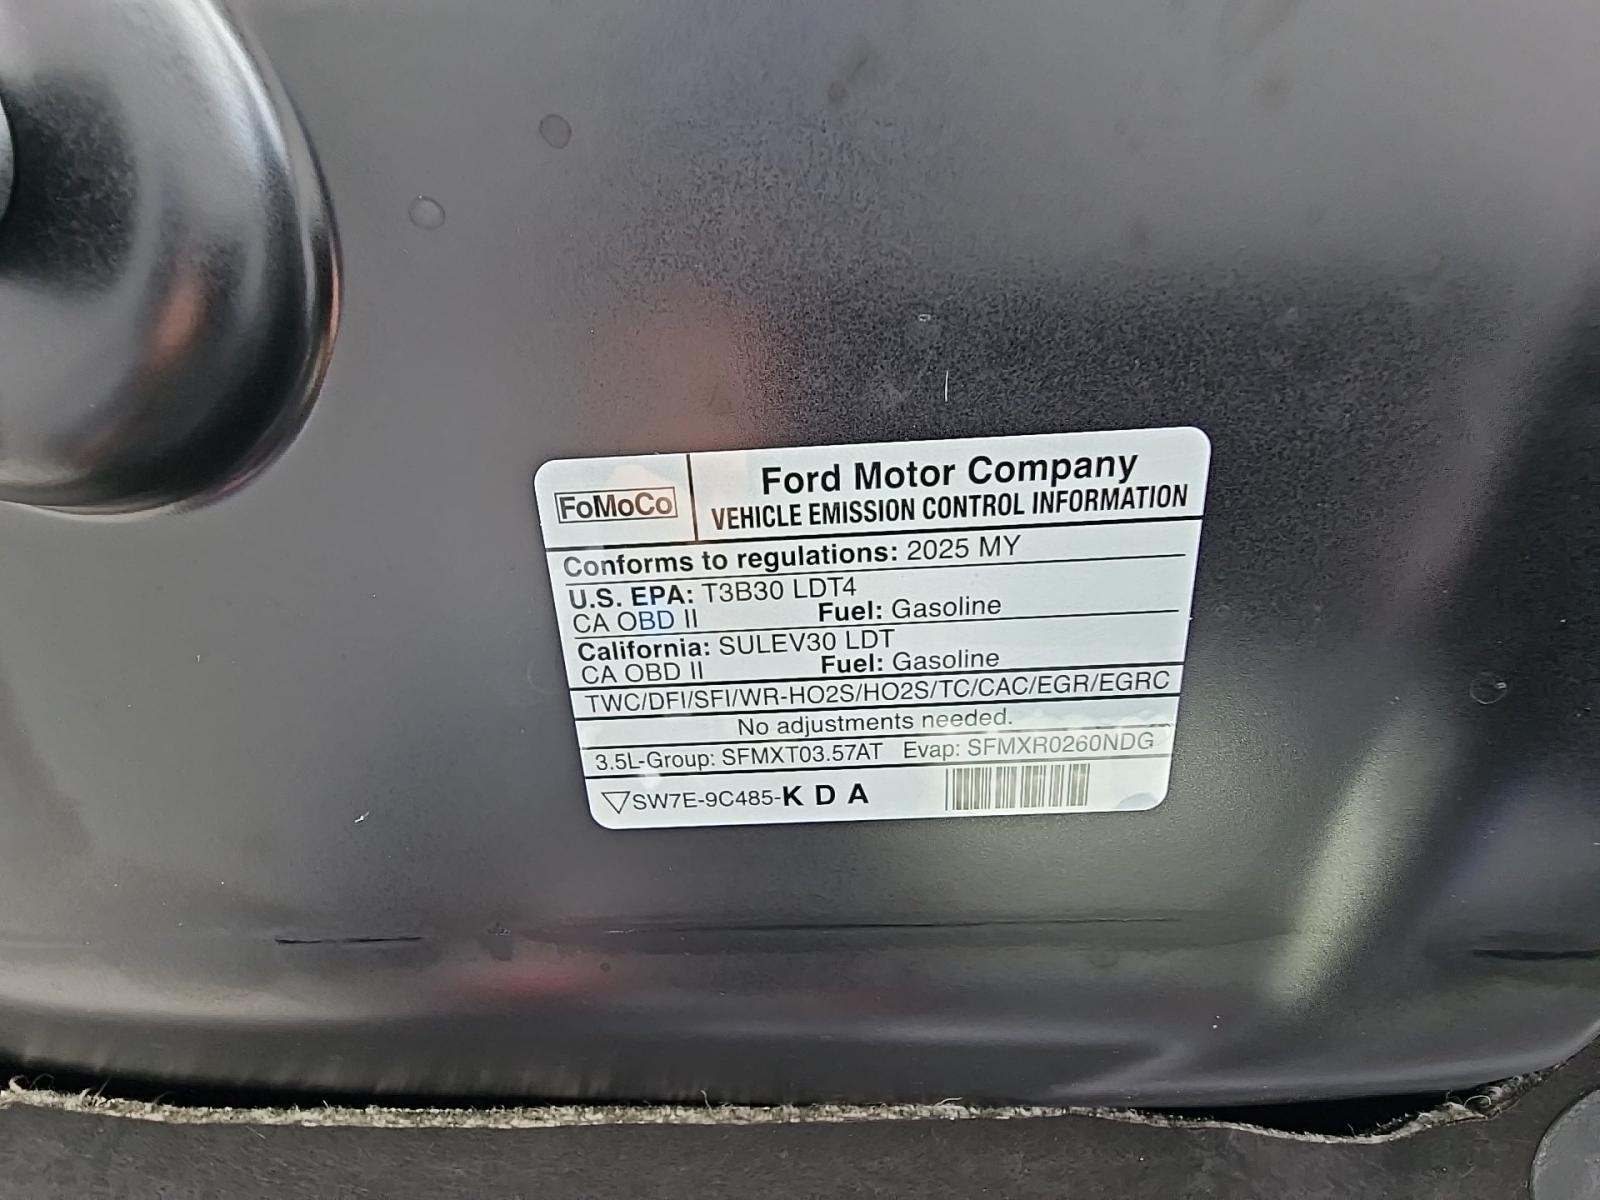 FoMoCo
Ford Motor Company
VEHICLE EMISSION CONTROL INFORMATION
Conforms to regulations: 2025 MY
U.S. EPA: T3B30 LDT4
CA OBD II Fuel: Gasoline
California: SULEV30 LDT
CA OBD II Fuel: Gasoline
TWC/DFI/SFI/WR-HO2S/HO2S/TC/CAC/EGR/EGRC
No adjustments needed.
3.5L-Group: SFMXT03.57AT Evap: SFMXR0260NDG
SW7E-9C485-K D A